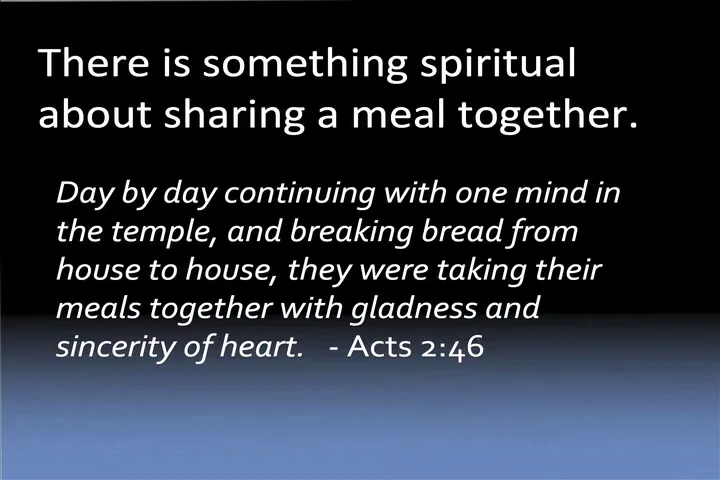 There is something spiritual
about sharing a meal together.
Day by day continuing with one mind in
the temple, and breaking bread from
house to house, they were taking their
meals together with gladness and
sincerity of heart.   - Acts 2:46